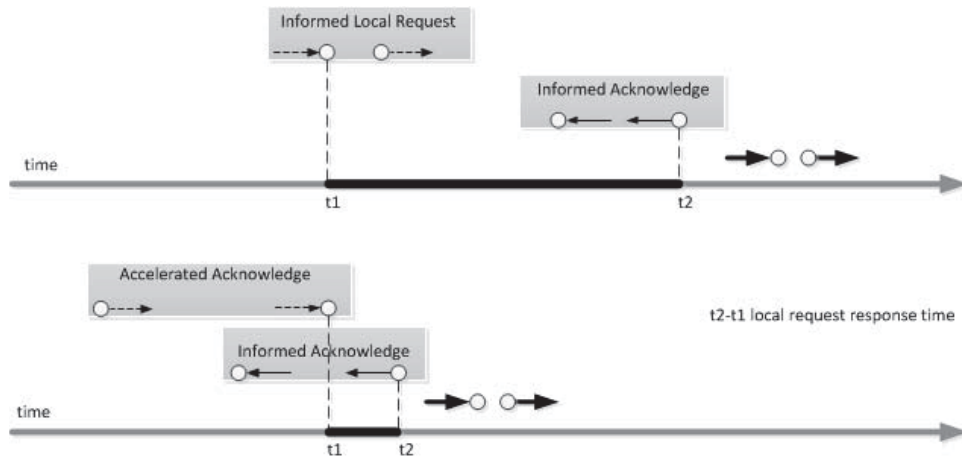 Informed Local Request
Informed Acknowledge
time
t1
t2
Accelerated Acknowledge
t2-t1 local request response time
Informed Acknowledge
time
t1
t2